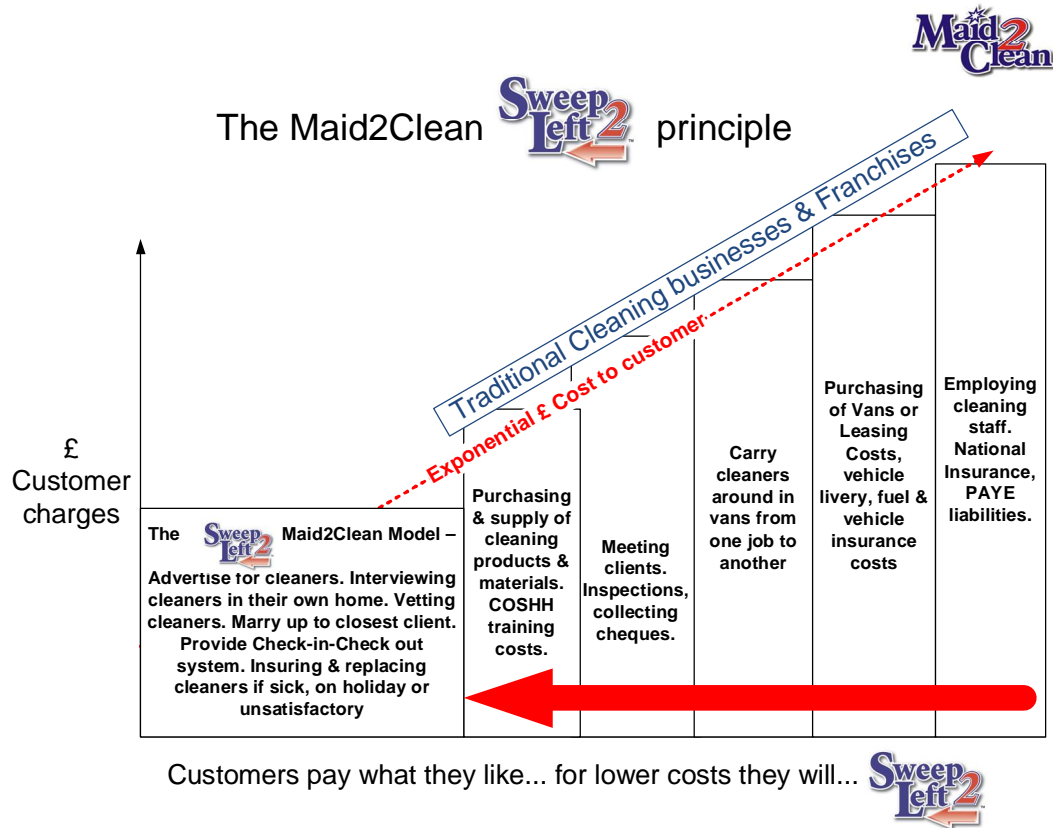 Maid2
Clean
The Maid2Clean Sweep Left 2 principle
Traditional Cleaning businesses & Franchises
Exponential £ Cost to customer
£
Customer
charges
The Sweep Left 2 Maid2Clean Model –
Advertise for cleaners. Interviewing
cleaners in their own home. Vetting
cleaners. Marry up to closest client.
Provide Check-in-Check out
system. Insuring & replacing
cleaners if sick, on holiday or
unsatisfactory
Purchasing
& supply of
cleaning
products &
materials.
COSHH
training
costs.
Meeting
clients.
Inspections,
collecting
cheques.
Carry
cleaners
around in
vans from
one job to
another
Purchasing
of Vans or
Leasing
Costs,
vehicle
livery, fuel &
vehicle
insurance
costs
Employing
cleaning
staff.
National
Insurance,
PAYE
liabilities.
Customers pay what they like... for lower costs they will... Sweep Left 2